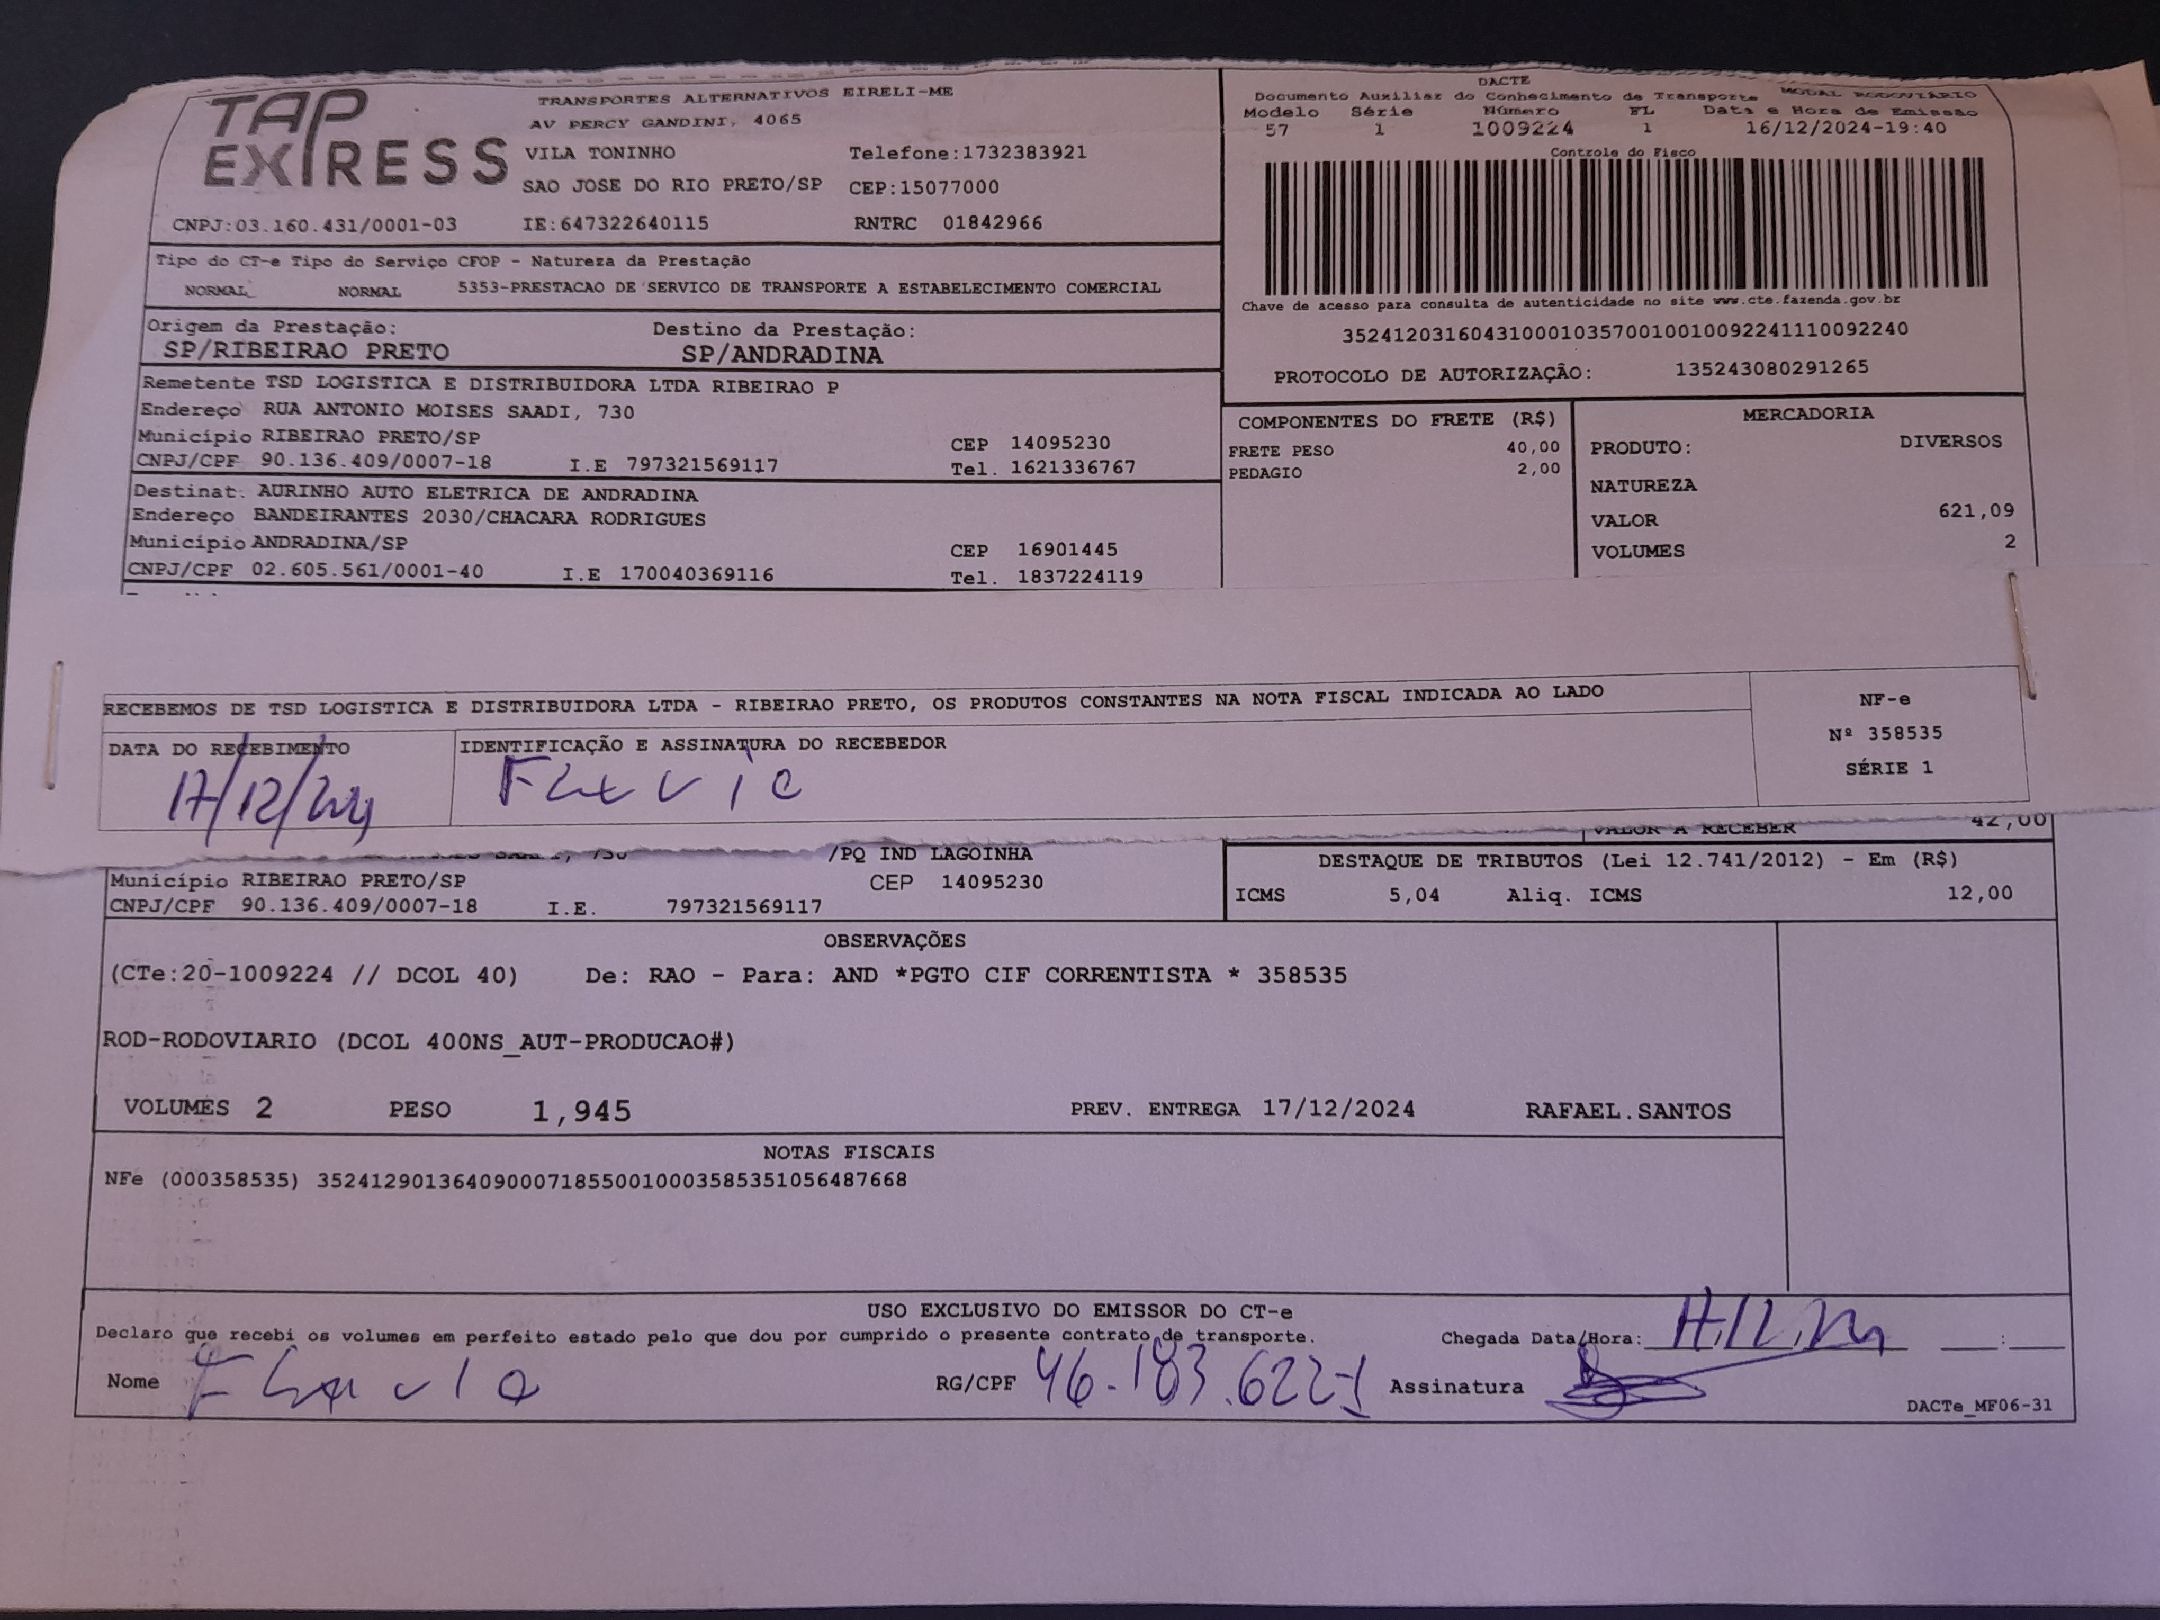 TAP EXPRESS
TRANSPORTES ALTERNATIVOS EIRELI-ME
AV PERCY GANDINI, 4065
VILA TONINHO Telefone:1732383921
SAO JOSE DO RIO PRETO/SP CEP:15077000
CNPJ:03.160.431/0001-03 IE:647322640115 RNTRC 01842966
DACTE
Documento Auxiliar do Conhecimento de Transporte MODAL RODOVIÁRIO
Modelo Série Número FL Data e Hora de Emissão
57 1 1009224 1 16/12/2024-19:40
Controle do Fisco
Chave de acesso para consulta de autenticidade no site www.cte.fazenda.gov.br
35241203160431000103570010010092241110092240
PROTOCOLO DE AUTORIZAÇÃO: 135243080291265
Tipo do CT-e Tipo do Serviço CFOP - Natureza da Prestação
NORMAL NORMAL 5353-PRESTACAO DE SERVICO DE TRANSPORTE A ESTABELECIMENTO COMERCIAL
Origem da Prestação: Destino da Prestação:
SP/RIBEIRAO PRETO SP/ANDRADINA
Remetente TSD LOGISTICA E DISTRIBUIDORA LTDA RIBEIRAO P
Endereço RUA ANTONIO MOISES SAADI, 730
Município RIBEIRAO PRETO/SP CEP 14095230
CNPJ/CPF 90.136.409/0007-18 I.E 797321569117 Tel. 1621336767
Destinat. AURINHO AUTO ELETRICA DE ANDRADINA
Endereço BANDEIRANTES 2030/CHACARA RODRIGUES
Município ANDRADINA/SP CEP 16901445
CNPJ/CPF 02.605.561/0001-40 I.E 170040369116 Tel. 1837224119
COMPONENTES DO FRETE (R$)
FRETE PESO 40,00
PEDAGIO 2,00
MERCADORIA
PRODUTO: DIVERSOS
NATUREZA
VALOR 621,09
VOLUMES 2
RECEBEMOS DE TSD LOGISTICA E DISTRIBUIDORA LTDA - RIBEIRAO PRETO, OS PRODUTOS CONSTANTES NA NOTA FISCAL INDICADA AO LADO
DATA DO RECEBIMENTO IDENTIFICAÇÃO E ASSINATURA DO RECEBEDOR
17/12/24 Flavio
NF-e
Nº 358535
SÉRIE 1
VALOR A RECEBER 42,00
730 /PQ IND LAGOINHA
Município RIBEIRAO PRETO/SP CEP 14095230
CNPJ/CPF 90.136.409/0007-18 I.E. 797321569117
DESTAQUE DE TRIBUTOS (Lei 12.741/2012) - Em (R$)
ICMS 5,04 Aliq. ICMS 12,00
OBSERVAÇÕES
(CTe:20-1009224 // DCOL 40) De: RAO - Para: AND *PGTO CIF CORRENTISTA * 358535
ROD-RODOVIARIO (DCOL 400NS_AUT-PRODUCAO#)
VOLUMES 2 PESO 1,945 PREV. ENTREGA 17/12/2024 RAFAEL.SANTOS
NOTAS FISCAIS
NFe (000358535) 35241290136409000718550010003585351056487668
USO EXCLUSIVO DO EMISSOR DO CT-e
Declaro que recebi os volumes em perfeito estado pelo que dou por cumprido o presente contrato de transporte. Chegada Data/Hora: 17.12.24 :
Nome Flavio RG/CPF 46.183.622-1 Assinatura
DACTe_MF06-31